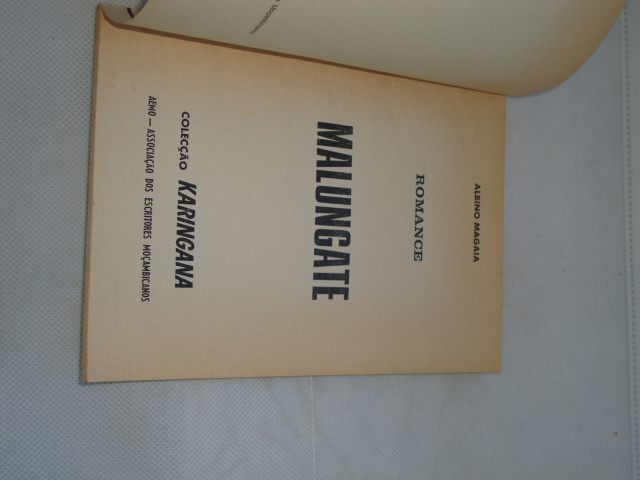 ALBINO MAGAIA
ROMANCE
MALUNGATE
COLECÇÃO KARINGANA
AEMO — ASSOCIAÇÃO DOS ESCRITORES MOÇAMBICANOS